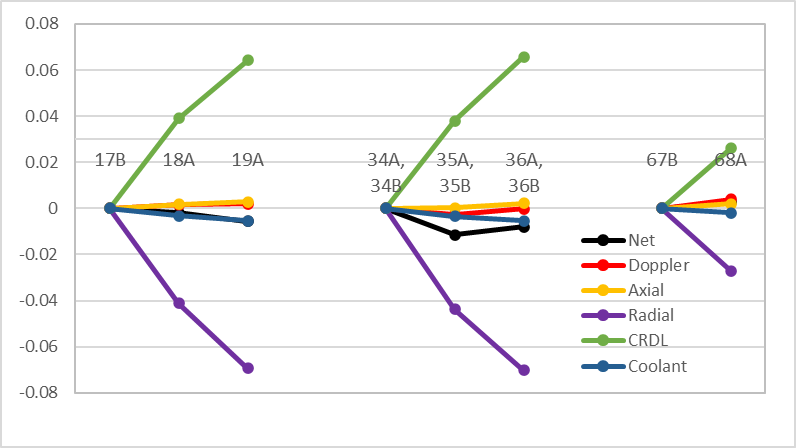 0.08
0.06
0.04
0.02
0
-0.02
-0.04
-0.06
-0.08
17B 18A 19A 34A, 35A, 36A, 67B 68A
34B 35B 36B
Net
Doppler
Axial
Radial
CRDL
Coolant